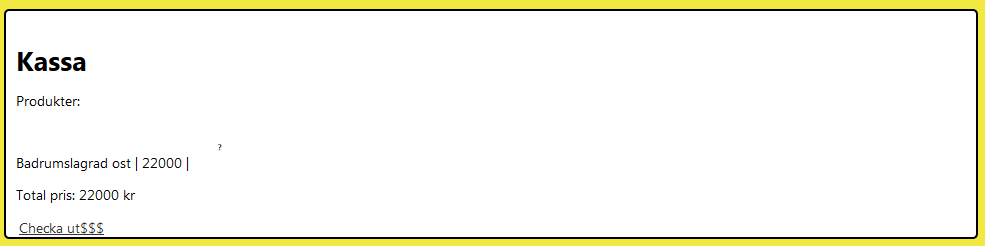 Kassa
Produkter:
?
Badrumslagrad ost | 22000 |
Total pris: 22000 kr
Checka ut$$$